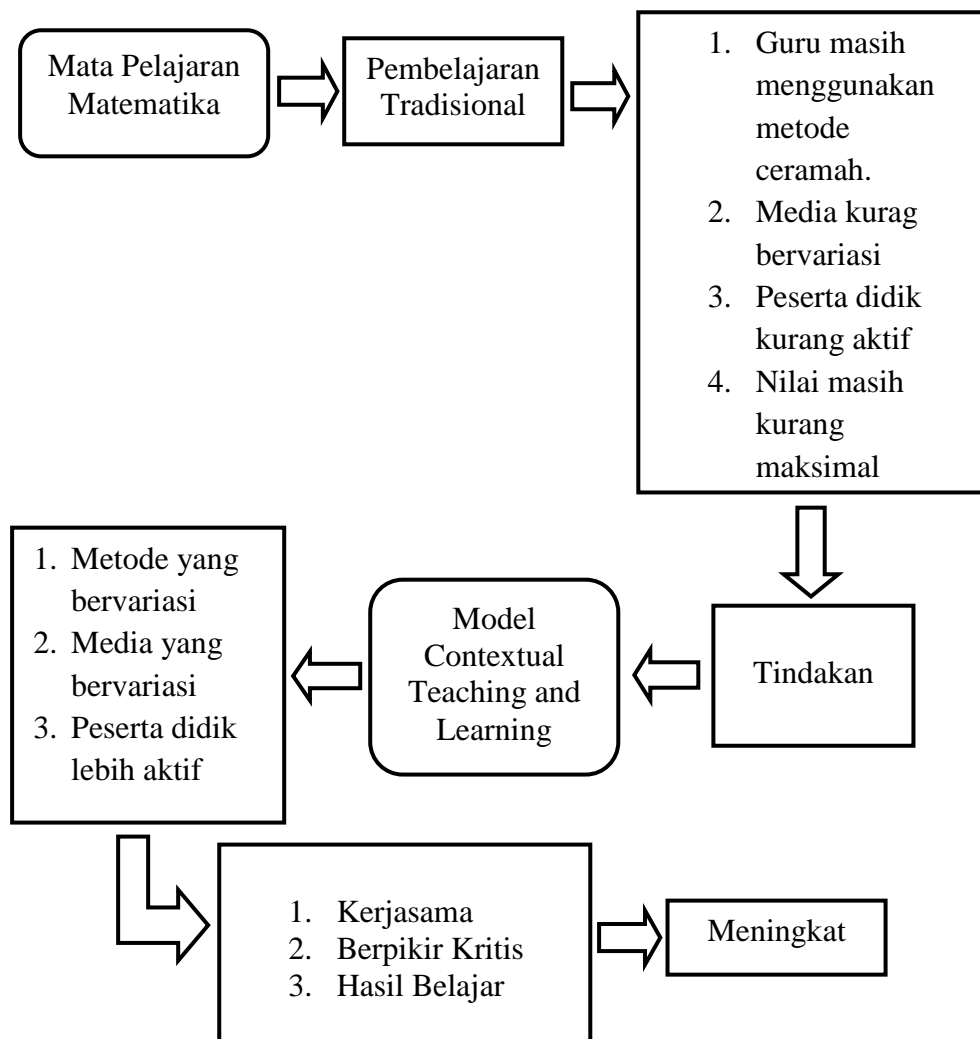 Mata Pelajaran
Matematika
Pembelajaran
Tradisional
1. Guru masih
menggunakan
metode
ceramah.
2. Media kurag
bervariasi
3. Peserta didik
kurang aktif
4. Nilai masih
kurang
maksimal
Tindakan
Model
Contextual
Teaching and
Learning
1. Metode yang
bervariasi
2. Media yang
bervariasi
3. Peserta didik
lebih aktif
1. Kerjasama
2. Berpikir Kritis
3. Hasil Belajar
Meningkat